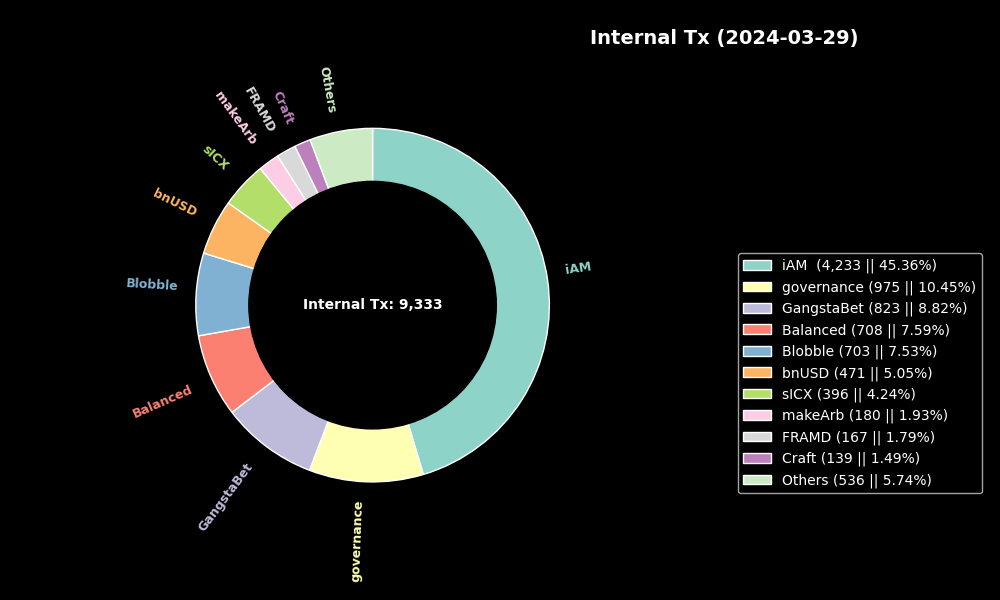 Internal Tx (2024-03-29)
Others
Craft
FRAMD
makeArb
sICX
bnUSD
Blobble
Balanced
GangstaBet
governance
iAM
Internal Tx: 9,333
iAM  (4,233 || 45.36%)
governance (975 || 10.45%)
GangstaBet (823 || 8.82%)
Balanced (708 || 7.59%)
Blobble (703 || 7.53%)
bnUSD (471 || 5.05%)
sICX (396 || 4.24%)
makeArb (180 || 1.93%)
FRAMD (167 || 1.79%)
Craft (139 || 1.49%)
Others (536 || 5.74%)